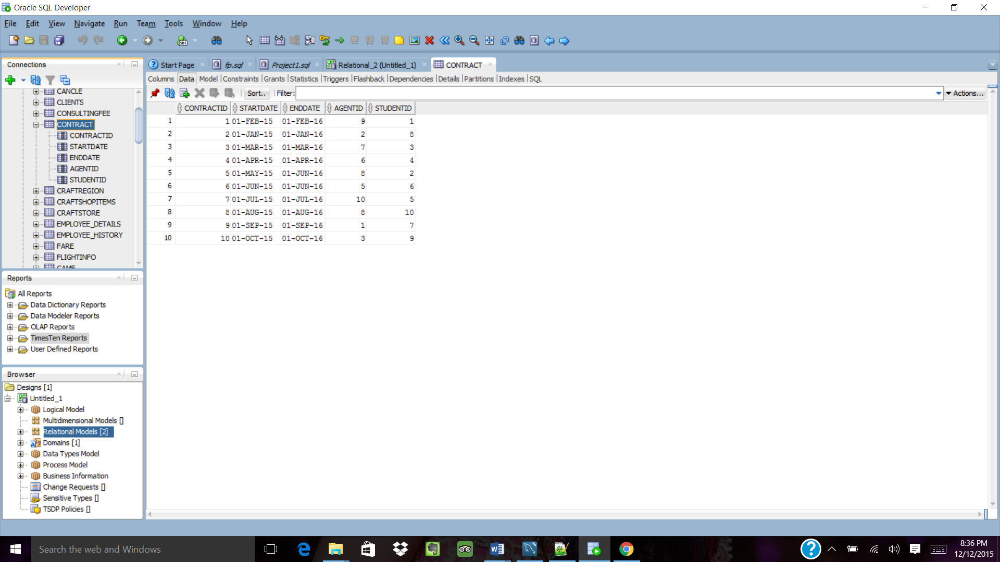 Oracle SQL Developer
File Edit View Navigate Run Team Tools Window Help
Connections
CANCLE
CLIENTS
CONSULTINGFEE
CONTRACT
CONTRACTID
STARTDATE
ENDDATE
AGENTID
STUDENTID
CRAFTREGION
CRAFTSHOPITEMS
CRAFTSTORE
EMPLOYEE_DETAILS
EMPLOYEE_HISTORY
FARE
FLIGHTINFO
GAME
Reports
All Reports
Data Dictionary Reports
Data Modeler Reports
OLAP Reports
TimesTen Reports
User Defined Reports
Browser
Designs [1]
Untitled_1
Logical Model
Multidimensional Models []
Relational Models [2]
Domains [1]
Data Types Model
Process Model
Business Information
Change Requests []
Sensitive Types []
TSDP Policies []
Start Page fp.sql Project1.sql Relational_2 (Untitled_1) CONTRACT
Columns Data Model Constraints Grants Statistics Triggers Flashback Dependencies Details Partitions Indexes SQL
Sort.. Filter: Actions...
CONTRACTID STARTDATE ENDDATE AGENTID STUDENTID
1 1 01-FEB-15 01-FEB-16 9 1
2 2 01-JAN-15 01-JAN-16 2 8
3 3 01-MAR-15 01-MAR-16 7 3
4 4 01-APR-15 01-APR-16 6 4
5 5 01-MAY-15 01-JUN-16 8 2
6 6 01-JUN-15 01-JUN-16 5 6
7 7 01-JUL-15 01-JUL-16 10 5
8 8 01-AUG-15 01-AUG-16 8 10
9 9 01-SEP-15 01-SEP-16 1 7
10 10 01-OCT-15 01-OCT-16 3 9
Search the web and Windows
8:36 PM
12/12/2015